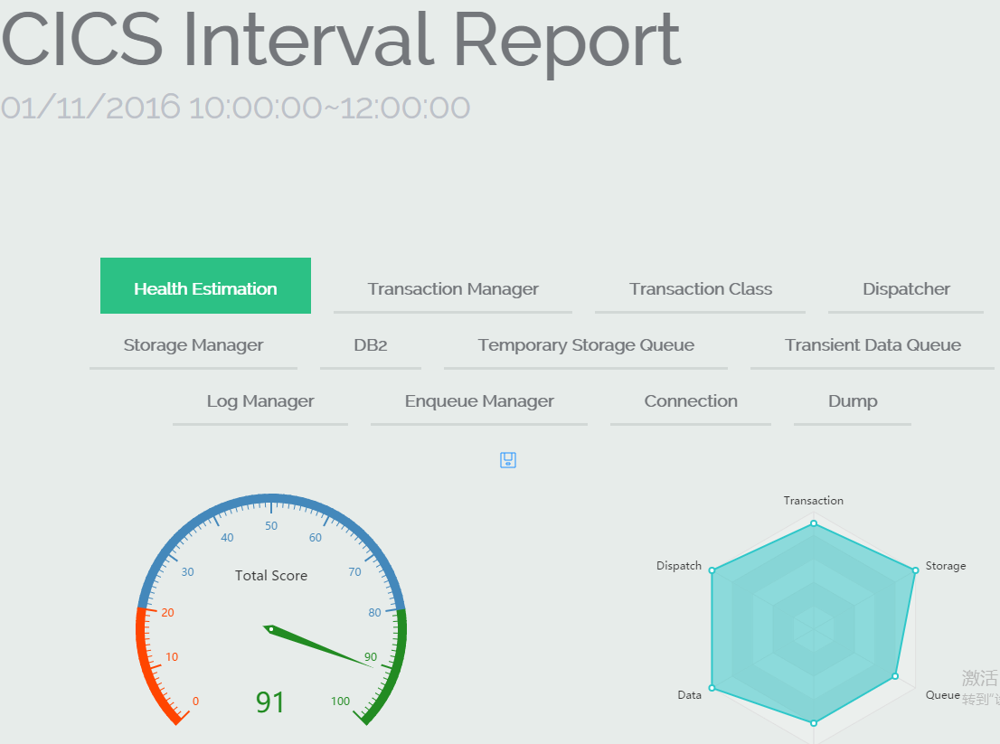 CICS Interval Report
01/11/2016 10:00:00~12:00:00
Health Estimation
Transaction Manager
Transaction Class
Dispatcher
Storage Manager
DB2
Temporary Storage Queue
Transient Data Queue
Log Manager
Enqueue Manager
Connection
Dump
0
10
20
30
40
50
60
70
80
90
100
Total Score
91
Transaction
Dispatch
Storage
Data
Queue
激活
转到"